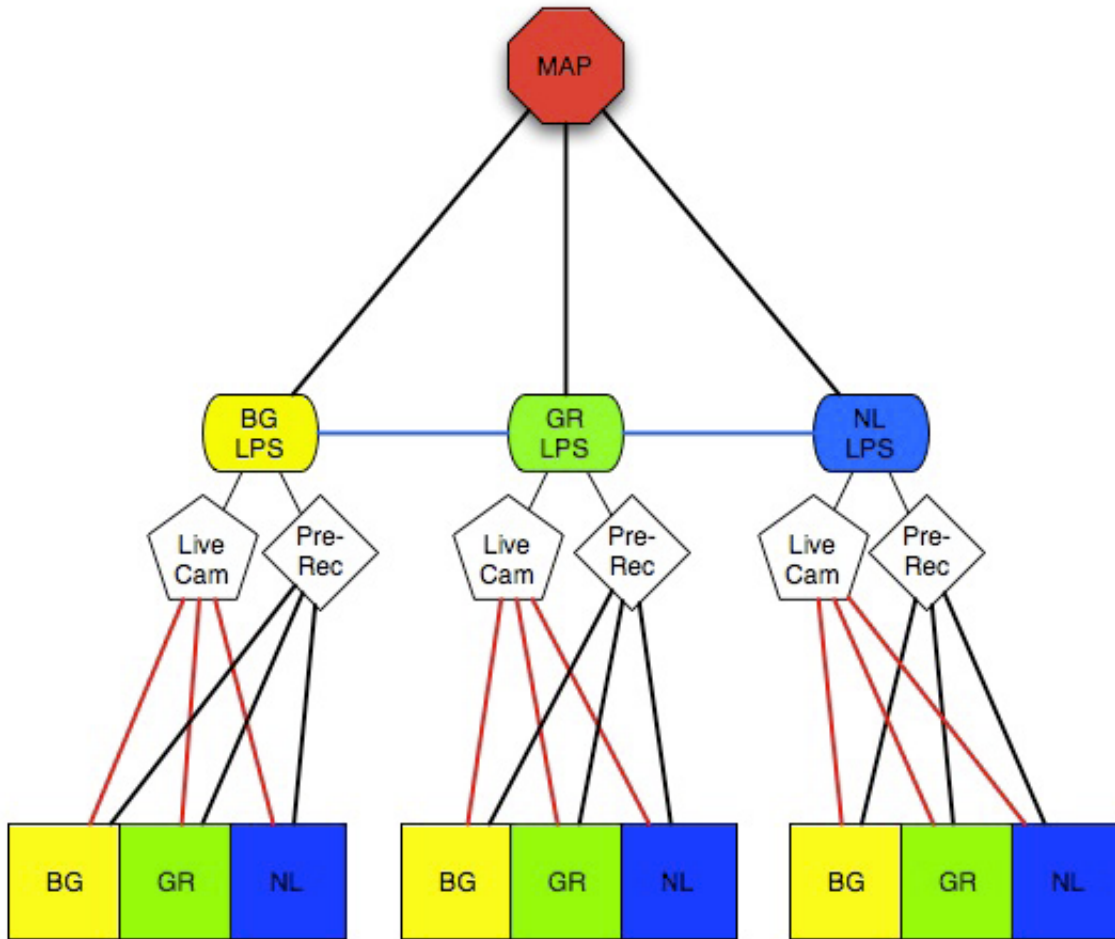 MAP
BG
LPS
GR
LPS
NL
LPS
Live
Cam
Pre-
Rec
Live
Cam
Pre-
Rec
Live
Cam
Pre-
Rec
BG
GR
NL
BG
GR
NL
BG
GR
NL